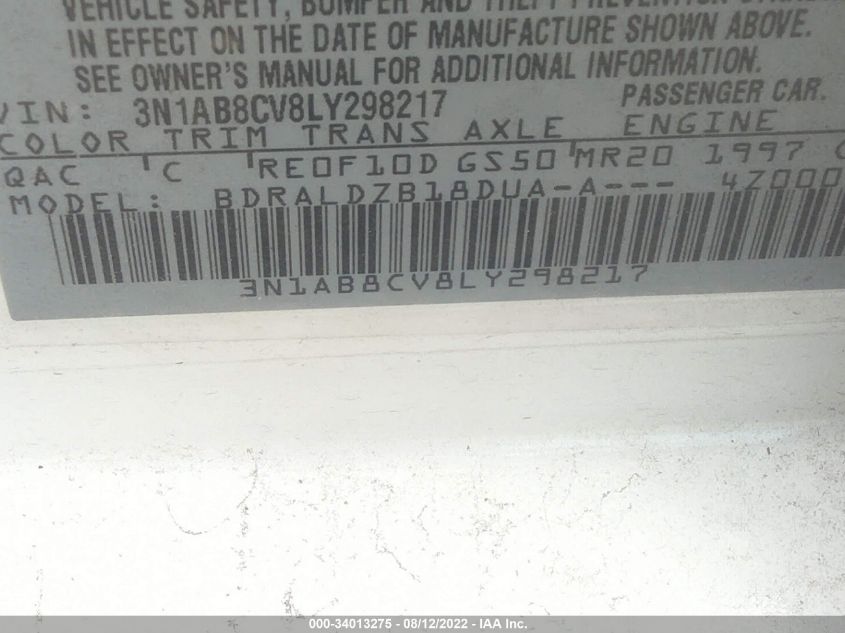 VEHICLE SAFETY, BUMPER AND THEFT PREVENTION
IN EFFECT ON THE DATE OF MANUFACTURE SHOWN ABOVE.
SEE OWNER'S MANUAL FOR ADDITIONAL INFORMATION.
VIN: 3N1AB8CV8LY298217 PASSENGER CAR.
COLOR TRIM TRANS AXLE ENGINE
QAC 'C 'RE0F10D GS50 'MR20 1997
MODEL: BDRALDZB18DUA-A--- 4Z000
3N1AB8CV8LY298217
000-34013275 - 08/12/2022 - IAA Inc.